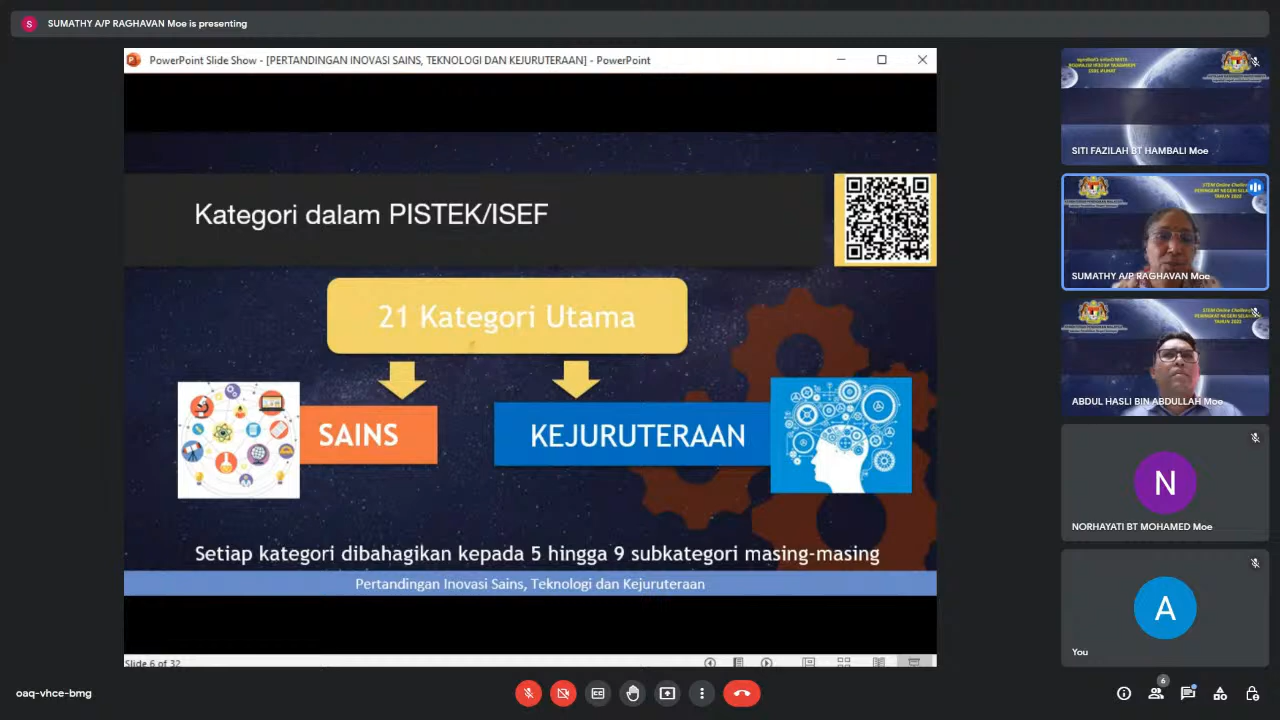 S
SUMATHY A/P RAGHAVAN Moe is presenting
PowerPoint Slide Show - [PERTANDINGAN INOVASI SAINS, TEKNOLOGI DAN KEJURUTERAAN] - PowerPoint
Kategori dalam PISTEK/ISEF
21 Kategori Utama
SAINS
KEJURUTERAAN
Setiap kategori dibahagikan kepada 5 hingga 9 subkategori masing-masing
Pertandingan Inovasi Sains, Teknologi dan Kejuruteraan
Slide 6 of 32
SITI FAZILAH BT HAMBALI Moe
SUMATHY A/P RAGHAVAN Moe
ABDUL HASLI BIN ABDULLAH Moe
N
NORHAYATI BT MOHAMED Moe
A
You
oaq-vhce-bmg
6